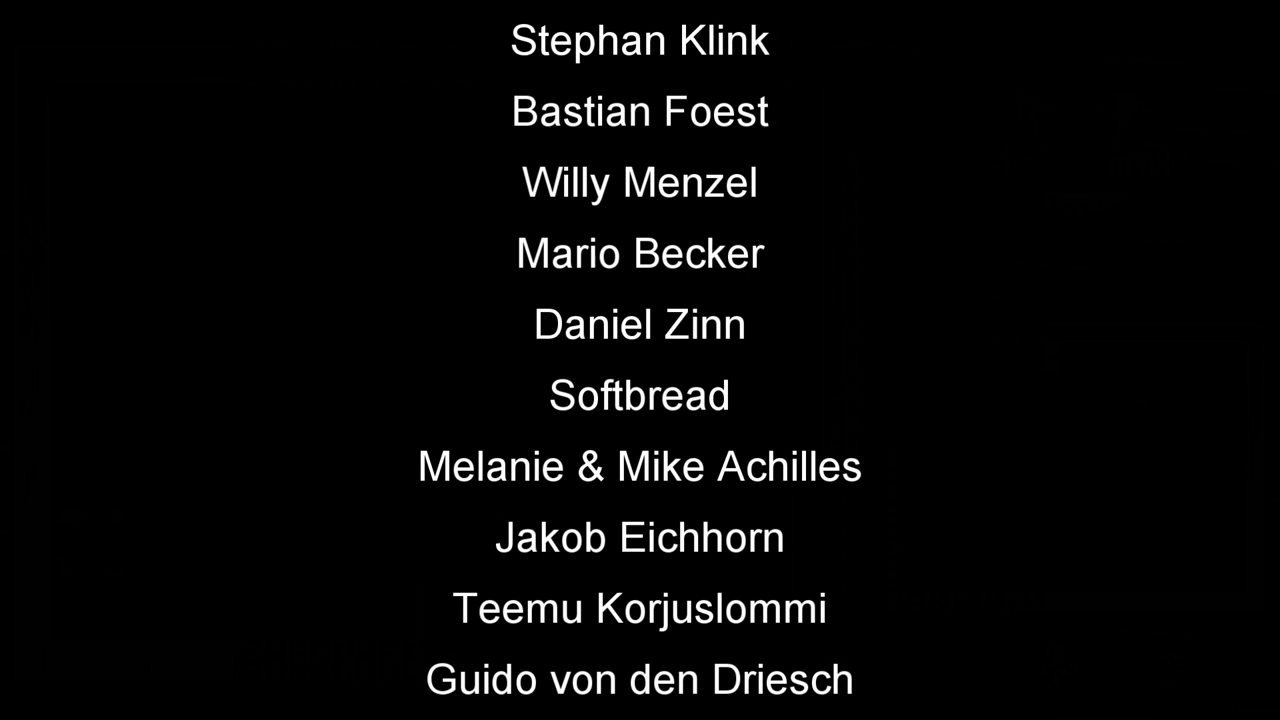 Stephan Klink
Bastian Foest
Willy Menzel
Mario Becker
Daniel Zinn
Softbread
Melanie & Mike Achilles
Jakob Eichhorn
Teemu Korjuslommi
Guido von den Driesch